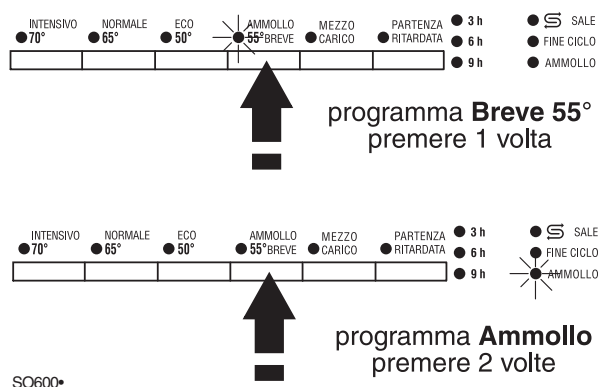 INTENSIVO NORMALE ECO AMMOLLO MEZZO PARTENZA 3 h SALE
70° 65° 50° 55°BREVE CARICO RITARDATA 6 h FINE CICLO
9 h AMMOLLO
programma Breve 55°
premere 1 volta
INTENSIVO NORMALE ECO AMMOLLO MEZZO PARTENZA 3 h SALE
70° 65° 50° 55°BREVE CARICO RITARDATA 6 h FINE CICLO
9 h AMMOLLO
programma Ammollo
premere 2 volte
SO600•